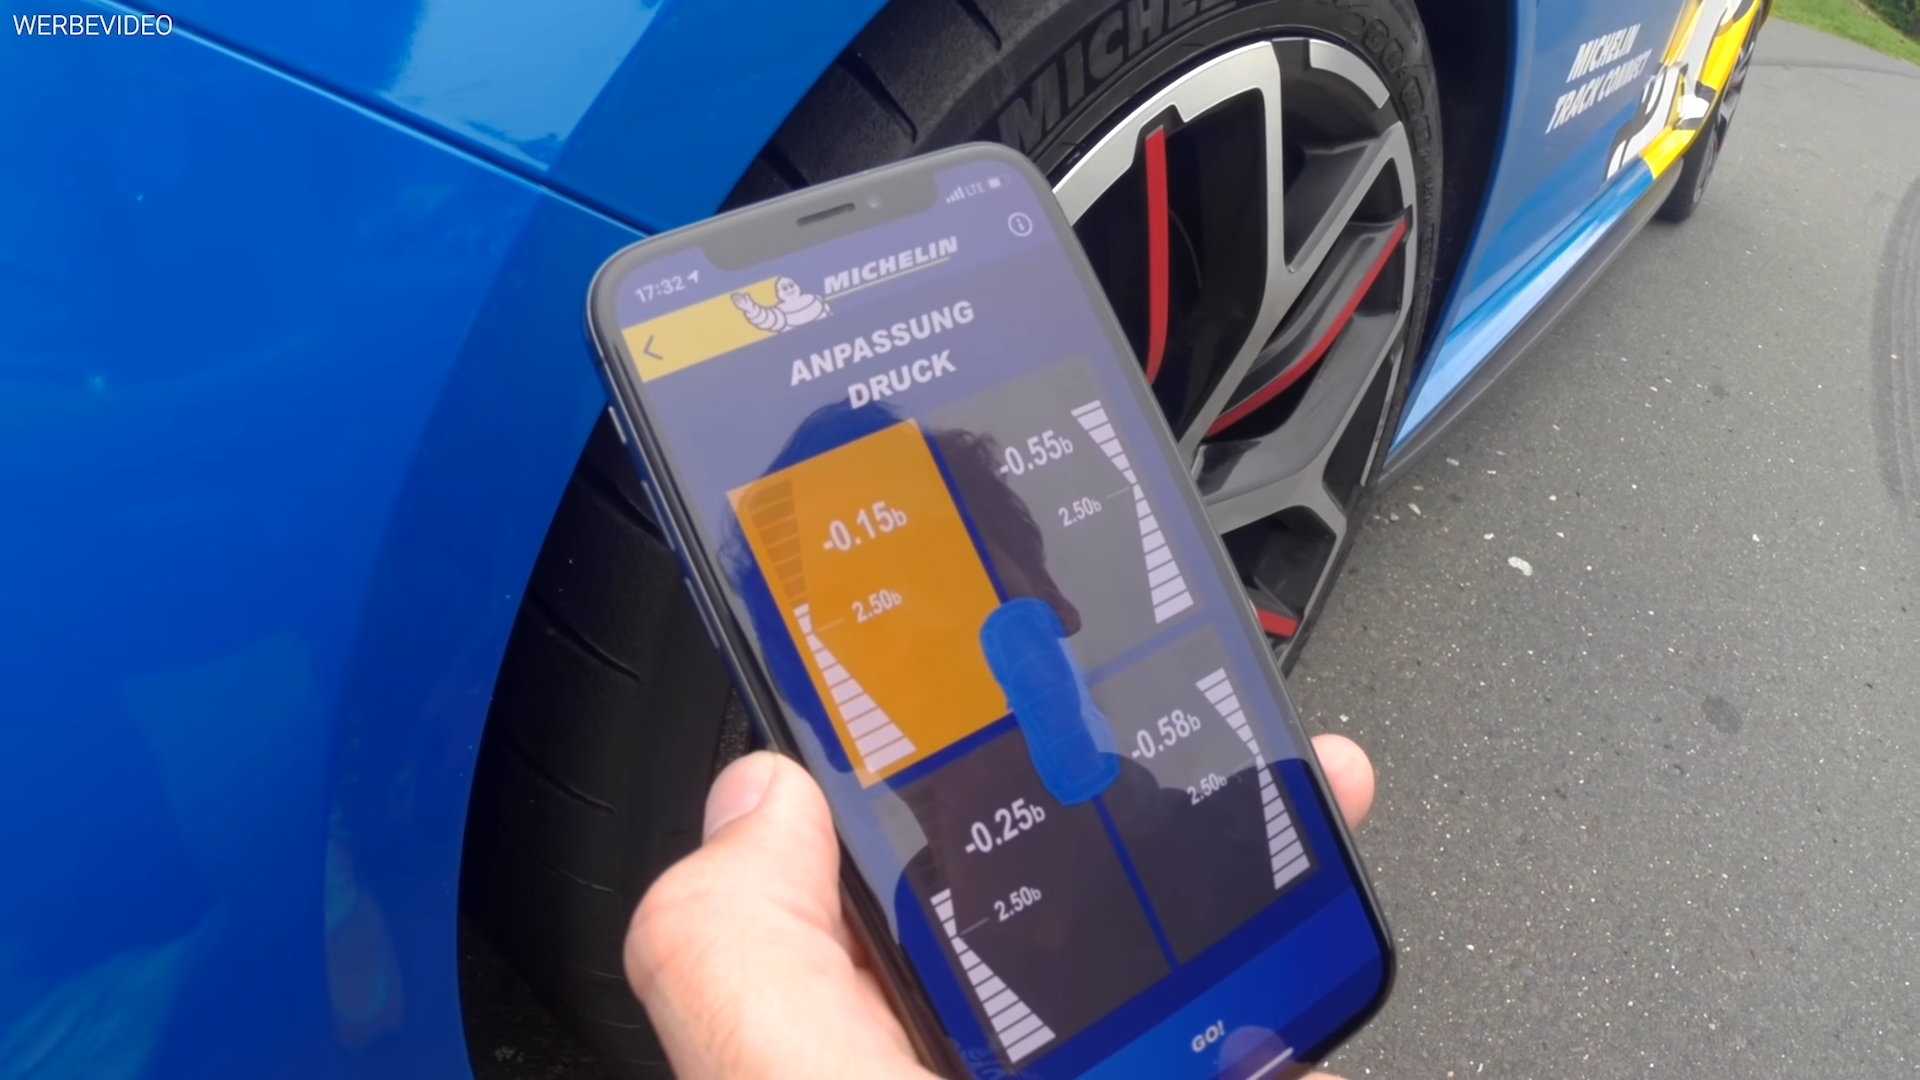 WERBEVIDEO
MICHELIN
MICHELIN
TRACK CONNECT
LTE
17:32
MICHELIN
ANPASSUNG
DRUCK
-0.15b
2.50b
-0.55b
2.50b
-0.25b
2.50b
-0.58b
2.50b
GO!